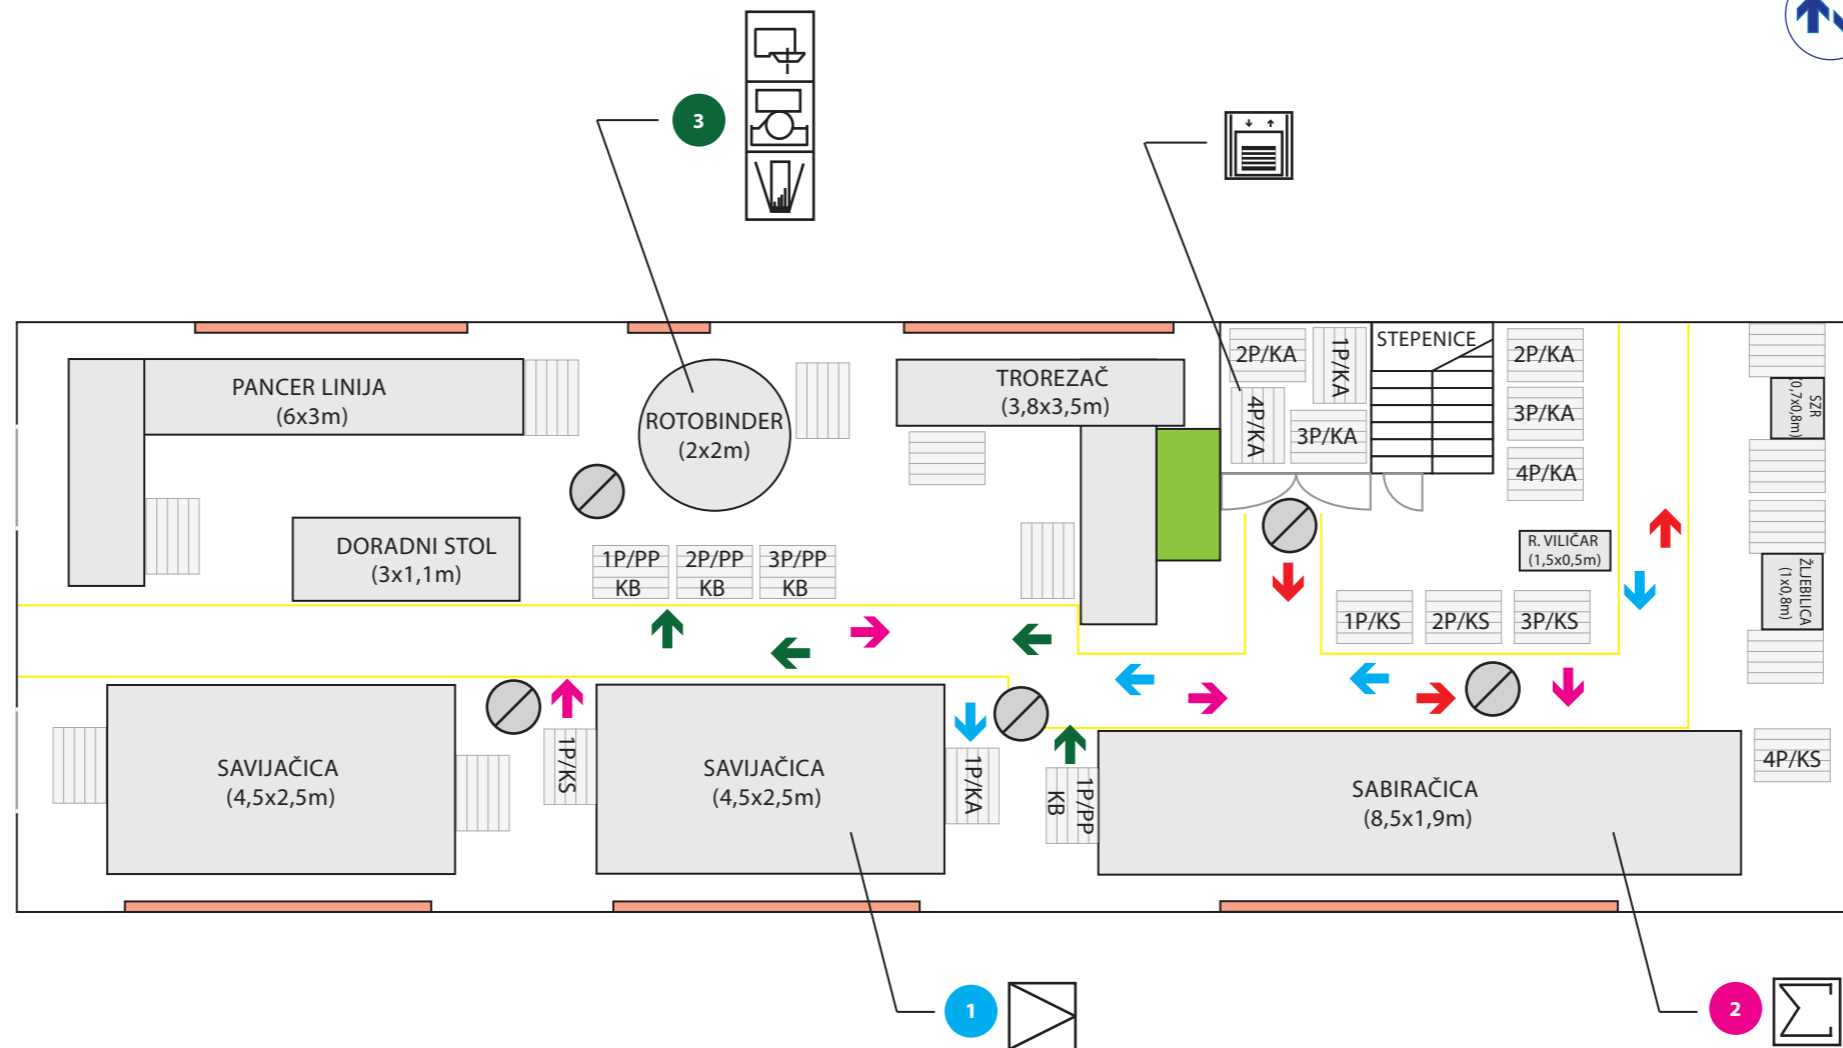 3
2P/KA
1P/KA
STEPENICE
2P/KA
PANCER LINIJA
(6x3m)
ROTOBINDER
(2x2m)
TROREZAČ
(3,8x3,5m)
4P/KA
3P/KA
3P/KA
SZR
(0,7x0,8m)
4P/KA
DORADNI STOL
(3x1,1m)
1P/PP
KB
2P/PP
KB
3P/PP
KB
R. VILIČAR
(1,5x0,5m)
ŽLJEBILICA
(1x0,8m)
1P/KS
2P/KS
3P/KS
SAVIJAČICA
(4,5x2,5m)
1P/KS
SAVIJAČICA
(4,5x2,5m)
1P/KA
1P/PP
KB
SABIRAČICA
(8,5x1,9m)
4P/KS
1
2